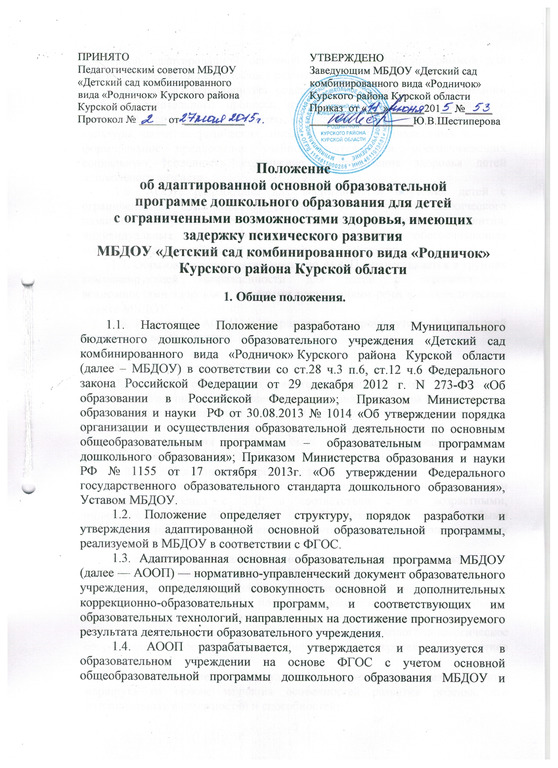 ПРИНЯТО
Педагогическим советом МБДОУ
«Детский сад комбинированного
вида «Родничок» Курского района
Курской области
Протокол № 2 от 27 мая 2015г.
УТВЕРЖДЕНО
Заведующим МБДОУ «Детский сад
комбинированного вида «Родничок»
Курского района Курской области
Приказ от «11» июня 2015 № 53
Ю.В.Шестиперова
Положение
об адаптированной основной образовательной
программе дошкольного образования для детей
с ограниченными возможностями здоровья, имеющих
задержку психического развития
МБДОУ «Детский сад комбинированного вида «Родничок»
Курского района Курской области
1. Общие положения.
1.1. Настоящее Положение разработано для Муниципального
бюджетного дошкольного образовательного учреждения «Детский сад
комбинированного вида «Родничок» Курского района Курской области
(далее – МБДОУ) в соответствии со ст.28 ч.3 п.6, ст.12 ч.6 Федерального
закона Российской Федерации от 29 декабря 2012 г. N 273-ФЗ «Об
образовании в Российской Федерации»; Приказом Министерства
образования и науки РФ от 30.08.2013 № 1014 «Об утверждении порядка
организации и осуществления образовательной деятельности по основным
общеобразовательным программам – образовательным программам
дошкольного образования»; Приказом Министерства образования и науки
РФ № 1155 от 17 октября 2013г. «Об утверждении Федерального
государственного образовательного стандарта дошкольного образования»,
Уставом МБДОУ.
1.2. Положение определяет структуру, порядок разработки и
утверждения адаптированной основной образовательной программы,
реализуемой в МБДОУ в соответствии с ФГОС.
1.3. Адаптированная основная образовательная программа МБДОУ
(далее — АООП) — нормативно-управленческий документ образовательного
учреждения, определяющий совокупность основной и дополнительных
коррекционно-образовательных программ, и соответствующих им
образовательных технологий, направленных на достижение прогнозируемого
результата деятельности образовательного учреждения.
1.4. АООП разрабатывается, утверждается и реализуется в
образовательном учреждении на основе ФГОС с учетом основной
общеобразовательной программы дошкольного образования МБДОУ и